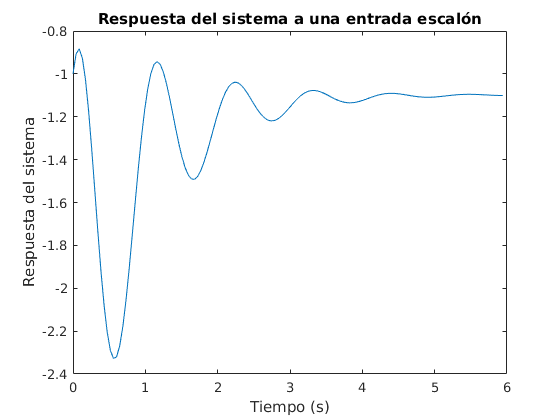 Respuesta del sistema a una entrada escalón
-0.8
-1
-1.2
-1.4
-1.6
-1.8
-2
-2.2
-2.4
Respuesta del sistema
0 1 2 3 4 5 6
Tiempo (s)